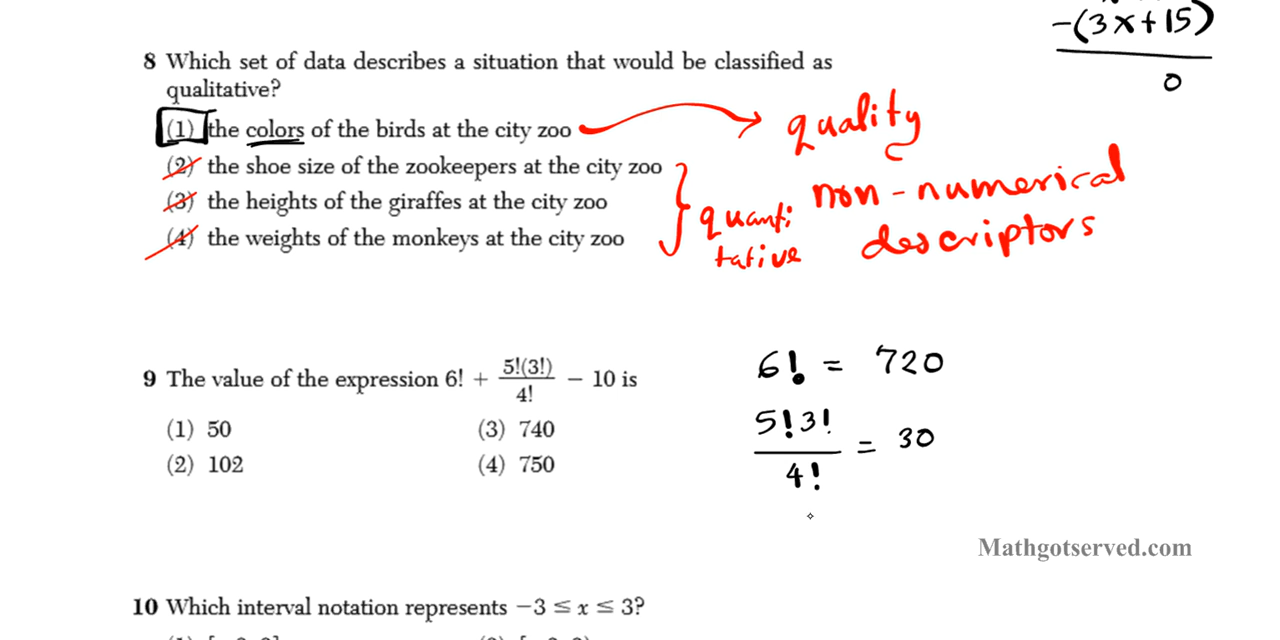 -(3x+15)
0
8 Which set of data describes a situation that would be classified as
qualitative?
(1) the colors of the birds at the city zoo
quality
(2) the shoe size of the zookeepers at the city zoo
(3) the heights of the giraffes at the city zoo
(4) the weights of the monkeys at the city zoo
quanti
tative
non-numerical
descriptors
9 The value of the expression 6! + 5!(3!)/4! − 10 is
(1) 50
(2) 102
(3) 740
(4) 750
6! = 720
5!3!/4! = 30
Mathgotserved.com
10 Which interval notation represents −3 ≤ x ≤ 3?